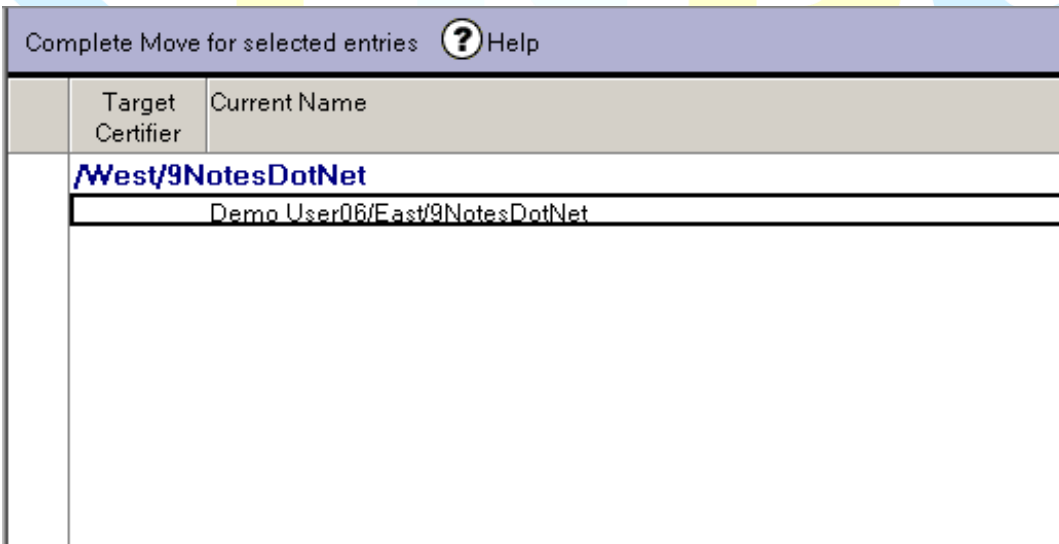 Complete Move for selected entries ? Help
Target Certifier Current Name
/West/9NotesDotNet
Demo User06/East/9NotesDotNet